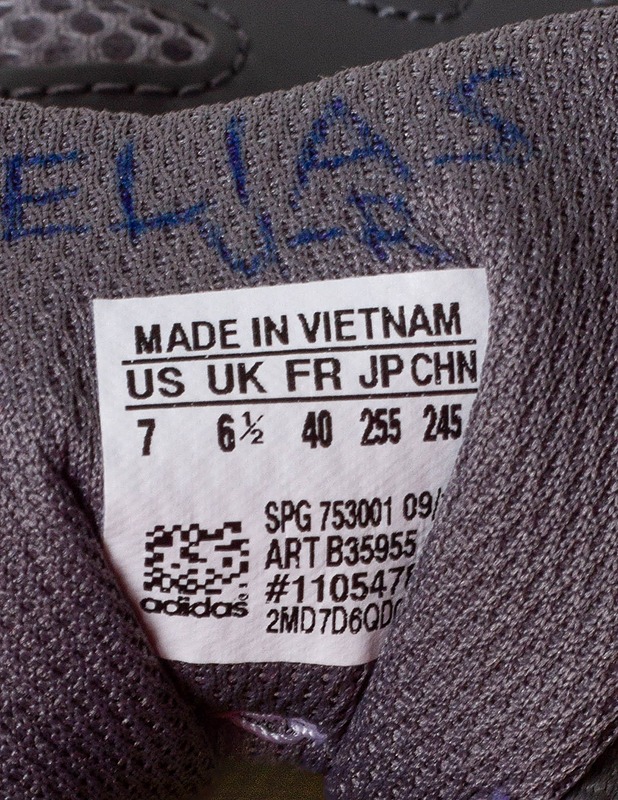 ELIAS
V-R
MADE IN VIETNAM
US UK FR JP CHN
7 6½ 40 255 245
SPG 753001 09/
ART B35955
#110547
adidas
2MD7D6QD